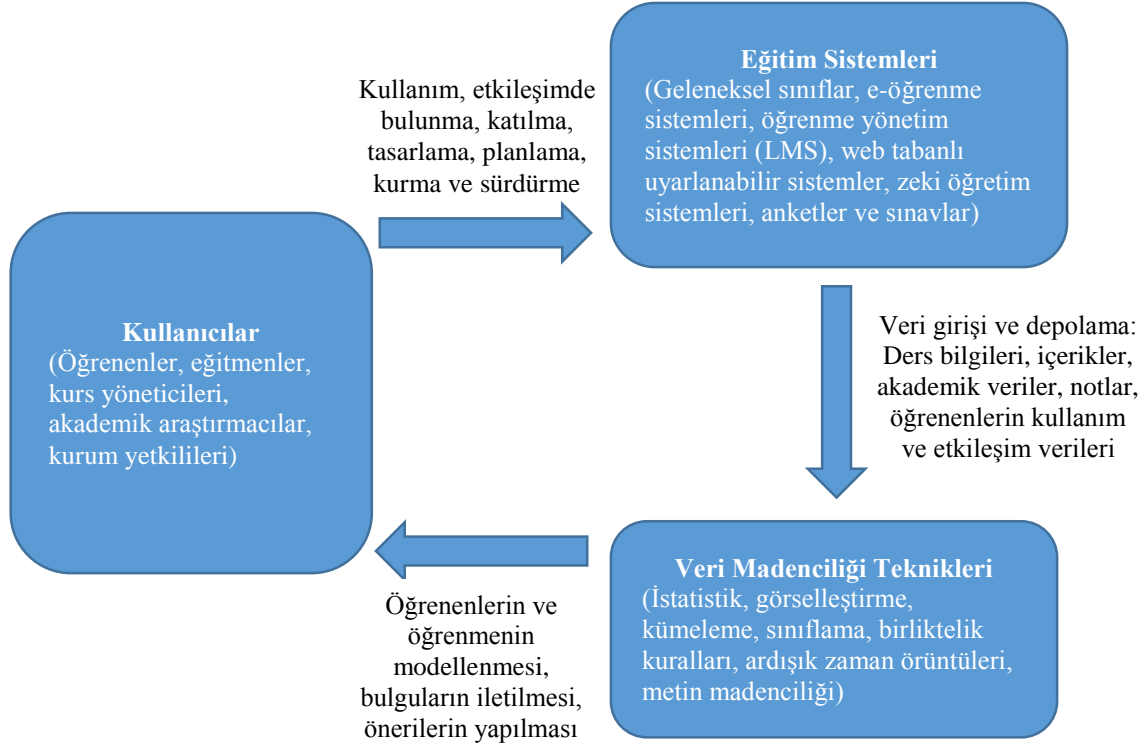 Eğitim Sistemleri
(Geleneksel sınıflar, e-öğrenme
sistemleri, öğrenme yönetim
sistemleri (LMS), web tabanlı
uyarlanabilir sistemler, zeki öğretim
sistemleri, anketler ve sınavlar)
Kullanım, etkileşimde
bulunma, katılma,
tasarlama, planlama,
kurma ve sürdürme
Kullanıcılar
(Öğrenenler, eğitmenler,
kurs yöneticileri,
akademik araştırmacılar,
kurum yetkilileri)
Veri girişi ve depolama:
Ders bilgileri, içerikler,
akademik veriler, notlar,
öğrenenlerin kullanım
ve etkileşim verileri
Veri Madenciliği Teknikleri
(İstatistik, görselleştirme,
kümeleme, sınıflama, birliktelik
kuralları, ardışık zaman örüntüleri,
metin madenciliği)
Öğrenenlerin ve
öğrenmenin
modellenmesi,
bulguların iletilmesi,
önerilerin yapılması